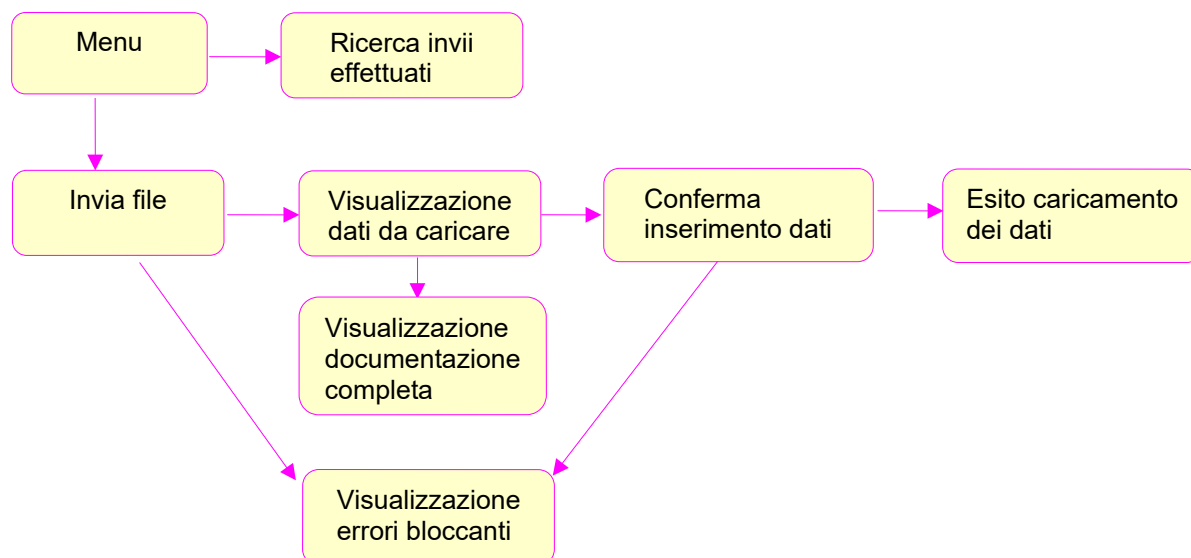 Menu
Ricerca invii
effettuati
Invia file
Visualizzazione
dati da caricare
Conferma
inserimento dati
Esito caricamento
dei dati
Visualizzazione
documentazione
completa
Visualizzazione
errori bloccanti